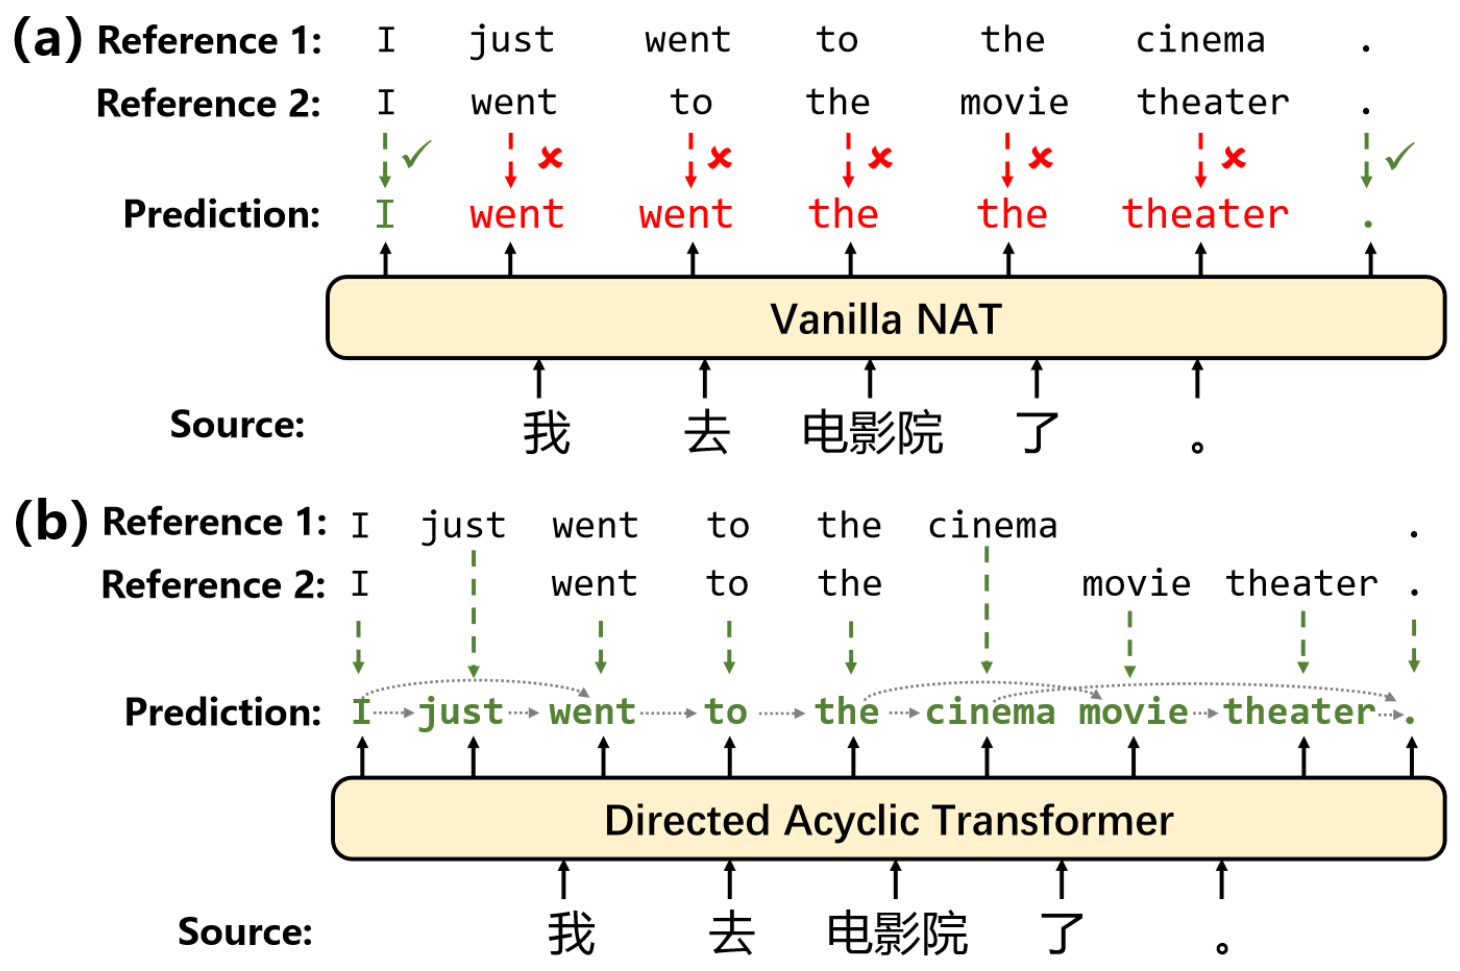 (a) Reference 1: I just went to the cinema .
Reference 2: I went to the movie theater .
✓ ✘ ✘ ✘ ✘ ✘ ✓
Prediction: I went went the the theater .
Vanilla NAT
Source: 我 去 电影院 了 。
(b) Reference 1: I just went to the cinema .
Reference 2: I went to the movie theater .
Prediction: I just went to the cinema movie theater .
Directed Acyclic Transformer
Source: 我 去 电影院 了 。